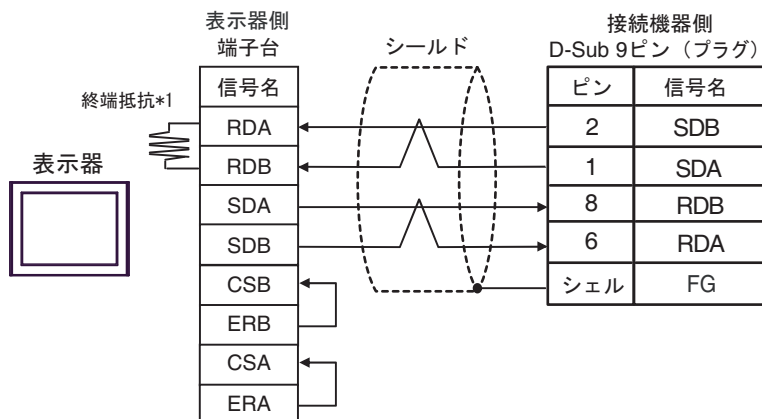 表示器側
端子台
シールド
接続機器側
D-Sub 9ピン（プラグ）
終端抵抗*1
表示器
信号名
RDA
RDB
SDA
SDB
CSB
ERB
CSA
ERA
ピン 信号名
2 SDB
1 SDA
8 RDB
6 RDA
シェル FG